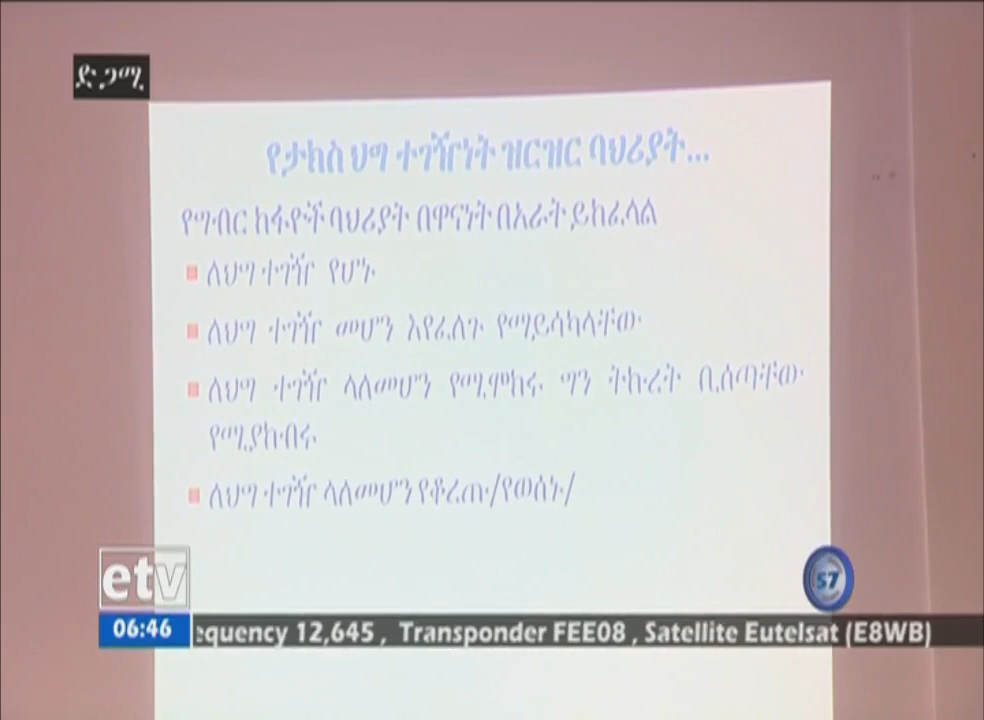 ድጋሚ
የታክስ ህግ ተገዥነት ዝርዝር ባህሪያት...
የግብር ከፋዮች ባህሪያት በዋናነት በአራት ይከፈላል
ለህግ ተገዥ የሆኑ
ለህግ ተገዥ መሆን እየፈለጉ የማይሳካላቸው
ለህግ ተገዥ ላለመሆን የሚሞክሩ ግን ትኩረት ቢሰጣቸው
የሚያከብሩ
ለህግ ተገዥ ላለመሆን የቆረጡ/የወሰኑ/
etv
57
06:46
equency 12,645 , Transponder FEE08 , Satellite Eutelsat (E8WB)